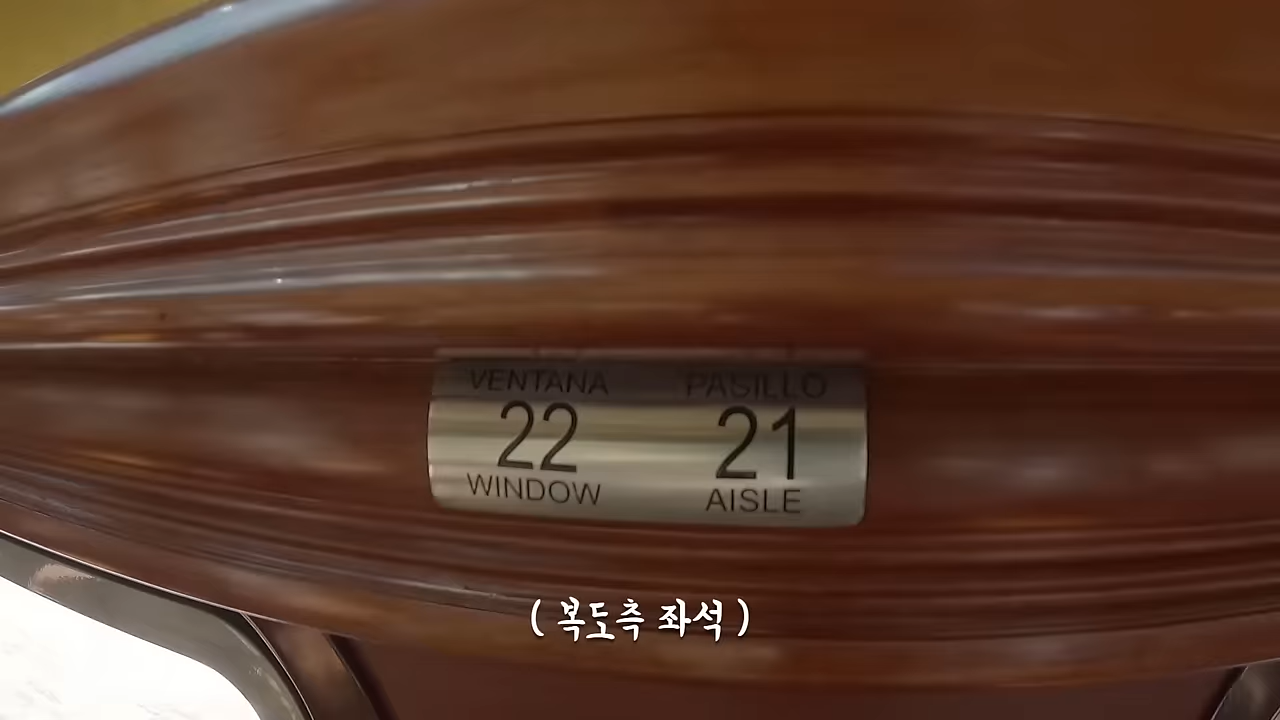 VENTANA PASILLO
22 21
WINDOW AISLE
( 복도측 좌석 )